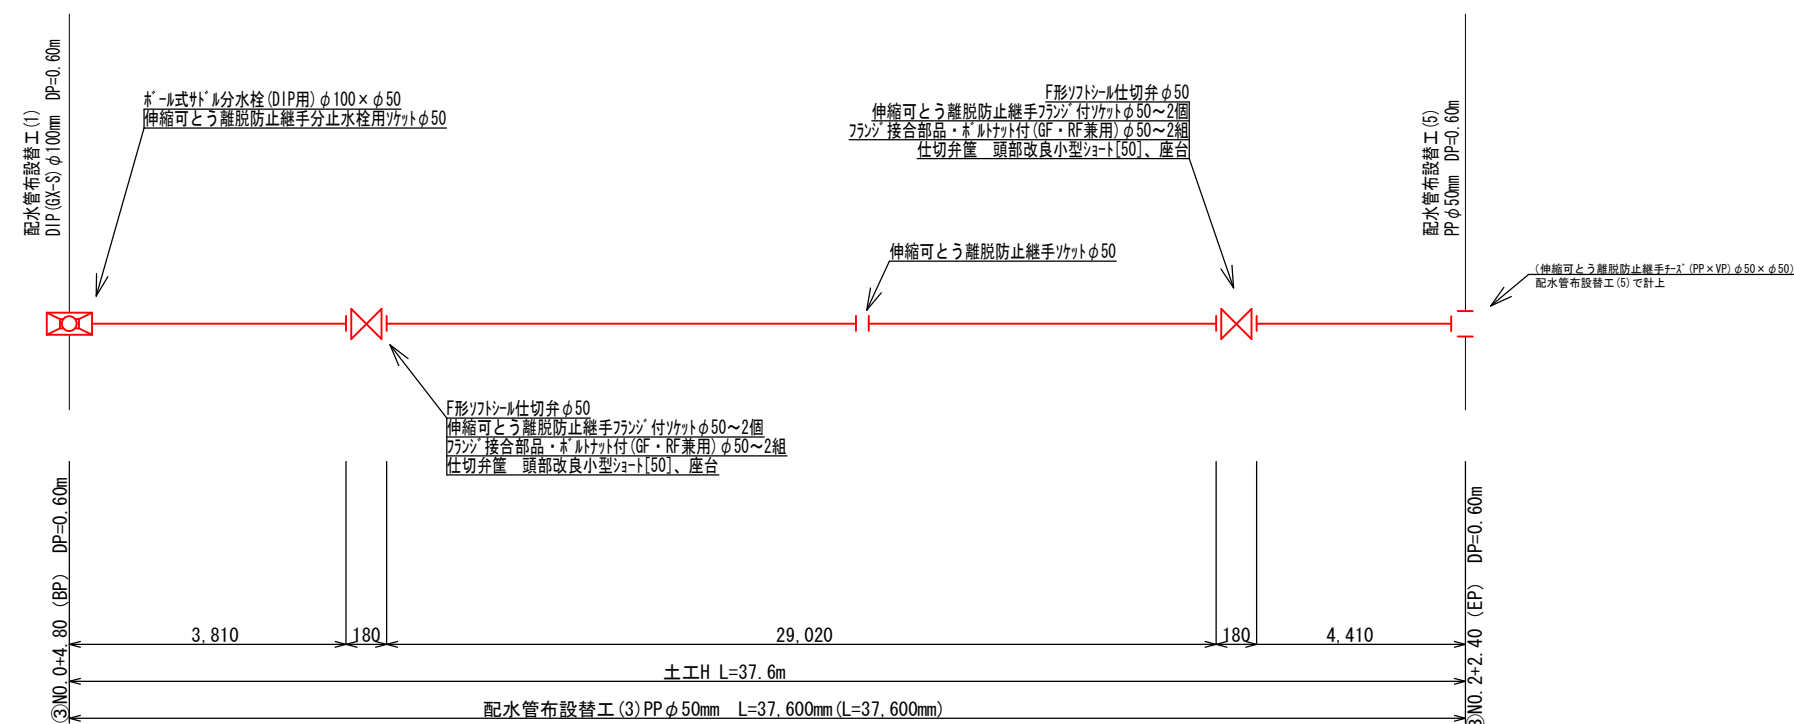 配水管布設替工(1)
DIP(GX-S)φ100mm DP=0.60m
ﾎﾞｰﾙ式ｻﾄﾞﾙ分水栓(DIP用)φ100×φ50
伸縮可とう離脱防止継手分止水栓用ｿｹｯﾄφ50
F形ｿﾌﾄｼｰﾙ仕切弁φ50
伸縮可とう離脱防止継手ﾌﾗﾝｼﾞ付ｿｹｯﾄφ50～2個
ﾌﾗﾝｼﾞ接合部品・ﾎﾞﾙﾄﾅｯﾄ付(GF・RF兼用)φ50～2組
仕切弁筐　頭部改良小型ｼｮｰﾄ[50]、座台
配水管布設替工(5)
PPφ50mm DP=0.60m
伸縮可とう離脱防止継手ｿｹｯﾄφ50
(伸縮可とう離脱防止継手ﾁｰｽﾞ(PP×VP)φ50×φ50)
配水管布設替工(5)で計上
F形ｿﾌﾄｼｰﾙ仕切弁φ50
伸縮可とう離脱防止継手ﾌﾗﾝｼﾞ付ｿｹｯﾄφ50～2個
ﾌﾗﾝｼﾞ接合部品・ﾎﾞﾙﾄﾅｯﾄ付(GF・RF兼用)φ50～2組
仕切弁筐　頭部改良小型ｼｮｰﾄ[50]、座台
③NO.0+4.80 (BP) DP=0.60m
3,810
180
29,020
180
4,410
③NO.2+2.40 (EP) DP=0.60m
土工H L=37.6m
配水管布設替工(3)PPφ50mm L=37,600mm(L=37,600mm)